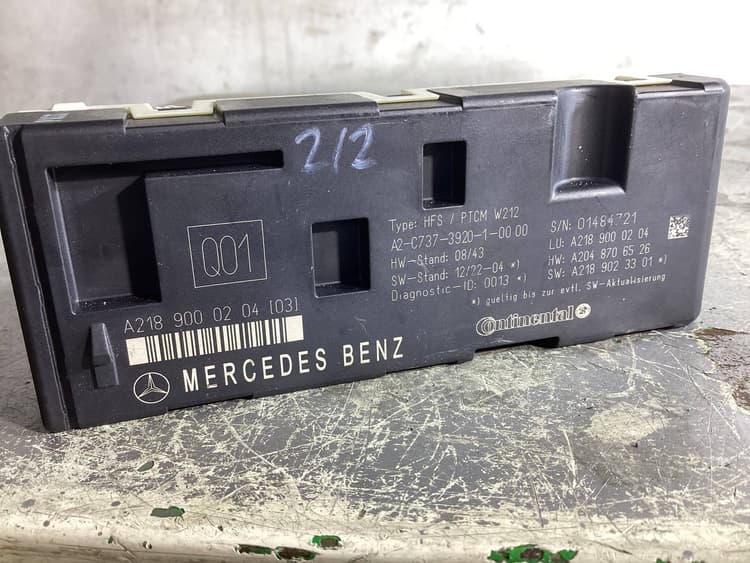 212
Q01
A218 900 02 04 [03]
MERCEDES BENZ
Type: HFS / PTCM W212
A2-C737-3920-1-00 00
HW-Stand: 08/43
SW-Stand: 12/22-04 *)
Diagnostic-ID: 0013 *)
S/N: 01484721
LU: A218 900 02 04
HW: A204 870 65 26
SW: A218 902 33 01 *)
*) gueltig bis zur evtl. SW-Aktualisierung
Continental